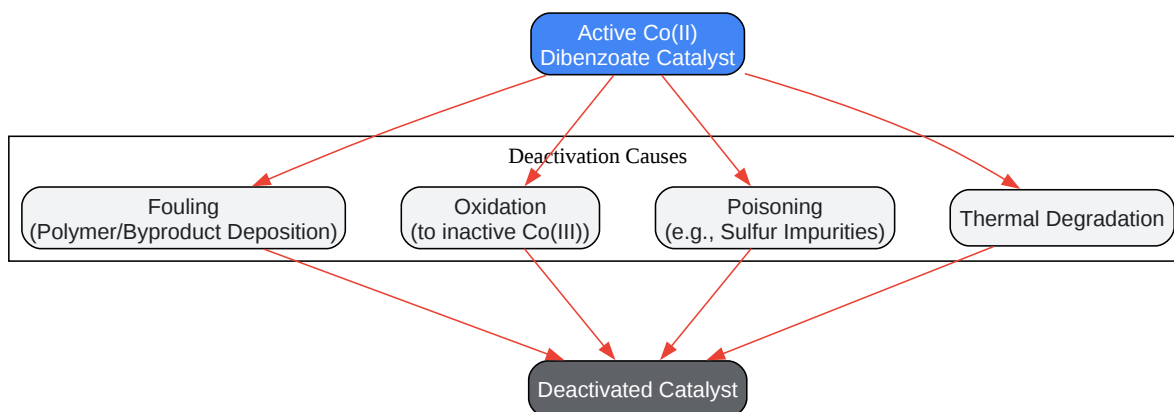 Active Co(II)
Dibenzoate Catalyst
Deactivation Causes
Fouling
(Polymer/Byproduct Deposition)
Oxidation
(to inactive Co(III))
Poisoning
(e.g., Sulfur Impurities)
Thermal Degradation
Deactivated Catalyst